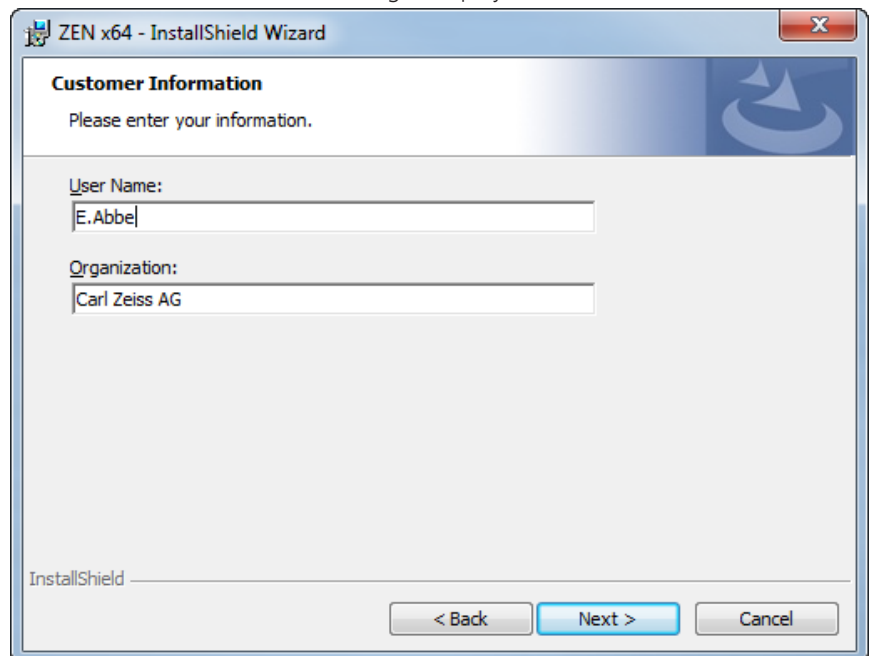 ZEN x64 - InstallShield Wizard
Customer Information
Please enter your information.
User Name:
E.Abbe
Organization:
Carl Zeiss AG
InstallShield
< Back Next > Cancel